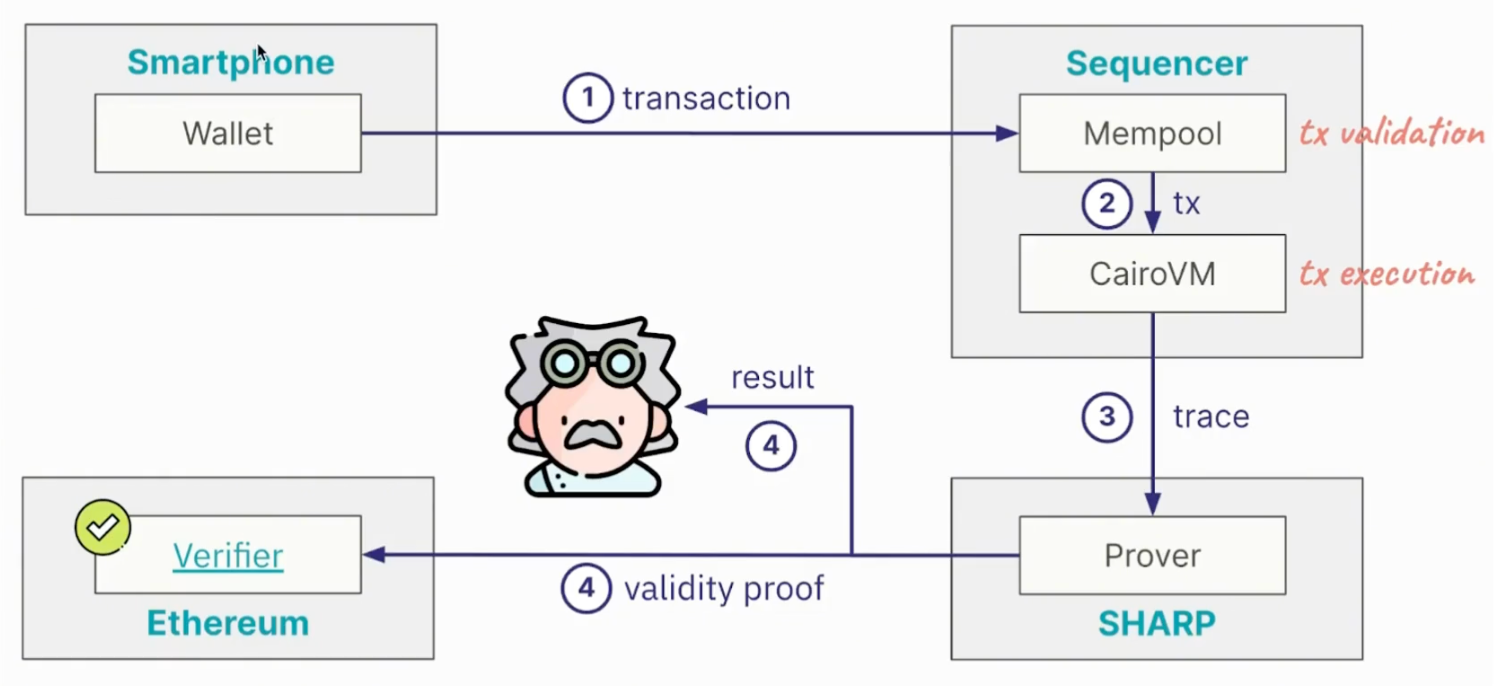 Smartphone
Wallet
1 transaction
Sequencer
Mempool
tx validation
2 tx
CairoVM
tx execution
result
4
3 trace
Verifier
Ethereum
4 validity proof
Prover
SHARP